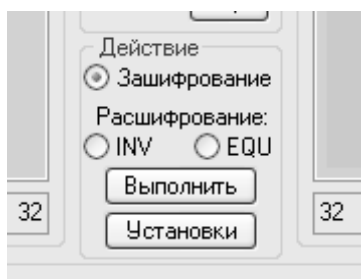 Действие
Зашифрование
Расшифрование:
INV EQU
Выполнить
32 32
Установки